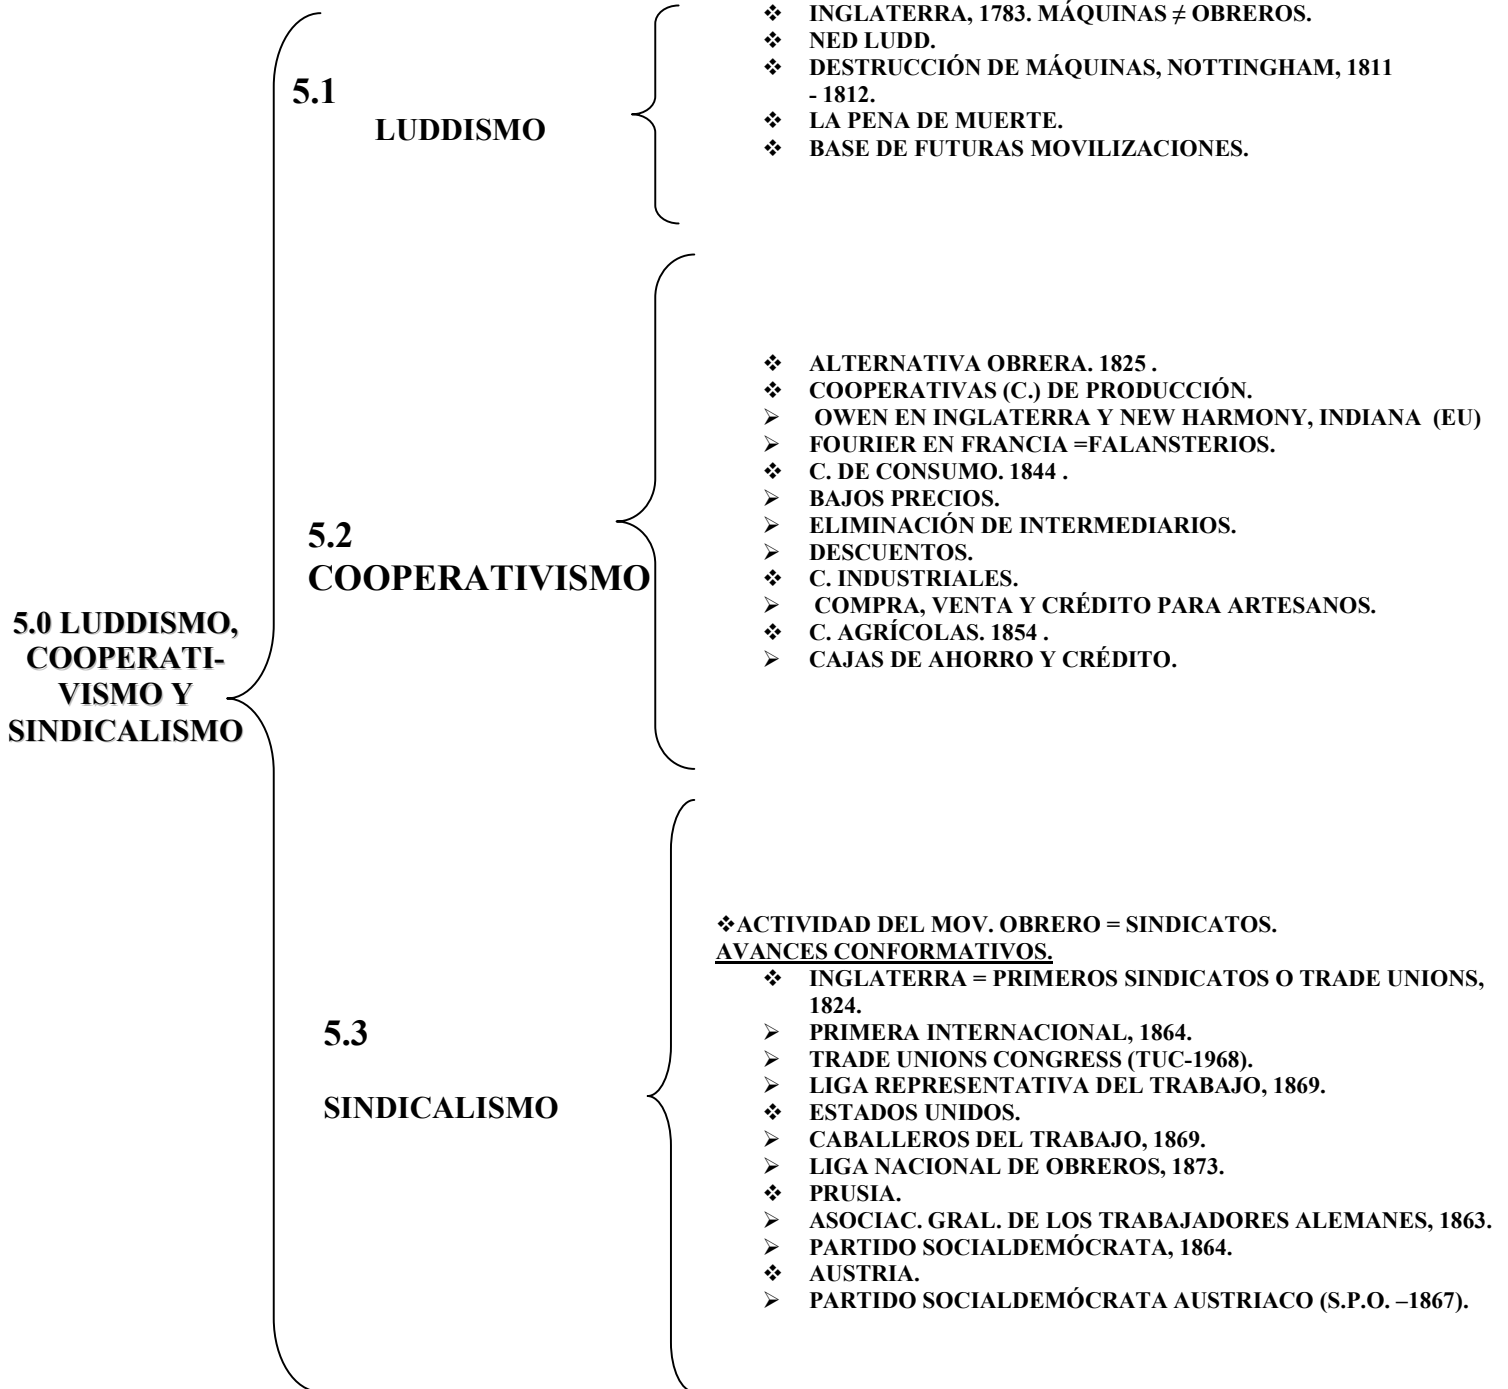 5.0 LUDDISMO,
COOPERATI-
VISMO Y
SINDICALISMO
5.1
LUDDISMO
❖ INGLATERRA, 1783. MÁQUINAS ≠ OBREROS.
❖ NED LUDD.
❖ DESTRUCCIÓN DE MÁQUINAS, NOTTINGHAM, 1811
- 1812.
❖ LA PENA DE MUERTE.
❖ BASE DE FUTURAS MOVILIZACIONES.
5.2
COOPERATIVISMO
❖ ALTERNATIVA OBRERA. 1825 .
❖ COOPERATIVAS (C.) DE PRODUCCIÓN.
➢ OWEN EN INGLATERRA Y NEW HARMONY, INDIANA (EU)
➢ FOURIER EN FRANCIA =FALANSTERIOS.
❖ C. DE CONSUMO. 1844 .
➢ BAJOS PRECIOS.
➢ ELIMINACIÓN DE INTERMEDIARIOS.
➢ DESCUENTOS.
❖ C. INDUSTRIALES.
➢ COMPRA, VENTA Y CRÉDITO PARA ARTESANOS.
❖ C. AGRÍCOLAS. 1854 .
➢ CAJAS DE AHORRO Y CRÉDITO.
5.3
SINDICALISMO
❖ACTIVIDAD DEL MOV. OBRERO = SINDICATOS.
AVANCES CONFORMATIVOS.
❖ INGLATERRA = PRIMEROS SINDICATOS O TRADE UNIONS,
1824.
➢ PRIMERA INTERNACIONAL, 1864.
➢ TRADE UNIONS CONGRESS (TUC-1968).
➢ LIGA REPRESENTATIVA DEL TRABAJO, 1869.
❖ ESTADOS UNIDOS.
➢ CABALLEROS DEL TRABAJO, 1869.
➢ LIGA NACIONAL DE OBREROS, 1873.
❖ PRUSIA.
➢ ASOCIAC. GRAL. DE LOS TRABAJADORES ALEMANES, 1863.
➢ PARTIDO SOCIALDEMÓCRATA, 1864.
❖ AUSTRIA.
➢ PARTIDO SOCIALDEMÓCRATA AUSTRIACO (S.P.O. –1867).